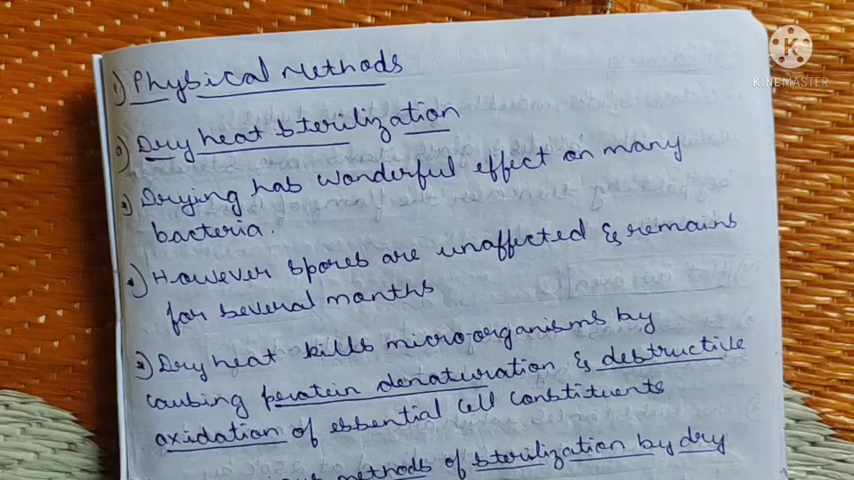 1) Physical Methods
Dry heat sterilization
Drying has wonderful effect on many
bacteria.
However spores are unaffected & remains
for several months
Dry heat kills micro-organisms by
causing protein denaturation & destructive
oxidation of essential cell constituents
methods of sterilization by dry
KINEMASTER